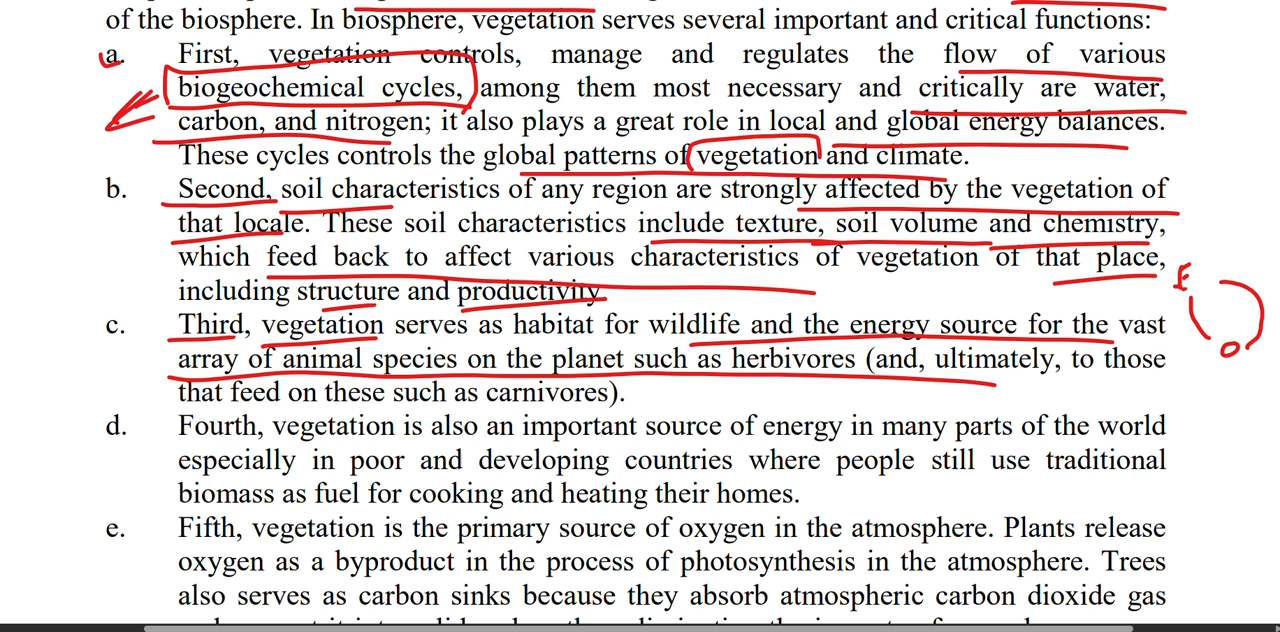 of the biosphere. In biosphere, vegetation serves several important and critical functions:
a. First, vegetation controls, manage and regulates the flow of various
biogeochemical cycles, among them most necessary and critically are water,
carbon, and nitrogen; it also plays a great role in local and global energy balances.
These cycles controls the global patterns of vegetation and climate.
b. Second, soil characteristics of any region are strongly affected by the vegetation of
that locale. These soil characteristics include texture, soil volume and chemistry,
which feed back to affect various characteristics of vegetation of that place,
including structure and productivity
c. Third, vegetation serves as habitat for wildlife and the energy source for the vast
array of animal species on the planet such as herbivores (and, ultimately, to those
that feed on these such as carnivores).
d. Fourth, vegetation is also an important source of energy in many parts of the world
especially in poor and developing countries where people still use traditional
biomass as fuel for cooking and heating their homes.
e. Fifth, vegetation is the primary source of oxygen in the atmosphere. Plants release
oxygen as a byproduct in the process of photosynthesis in the atmosphere. Trees
also serves as carbon sinks because they absorb atmospheric carbon dioxide gas